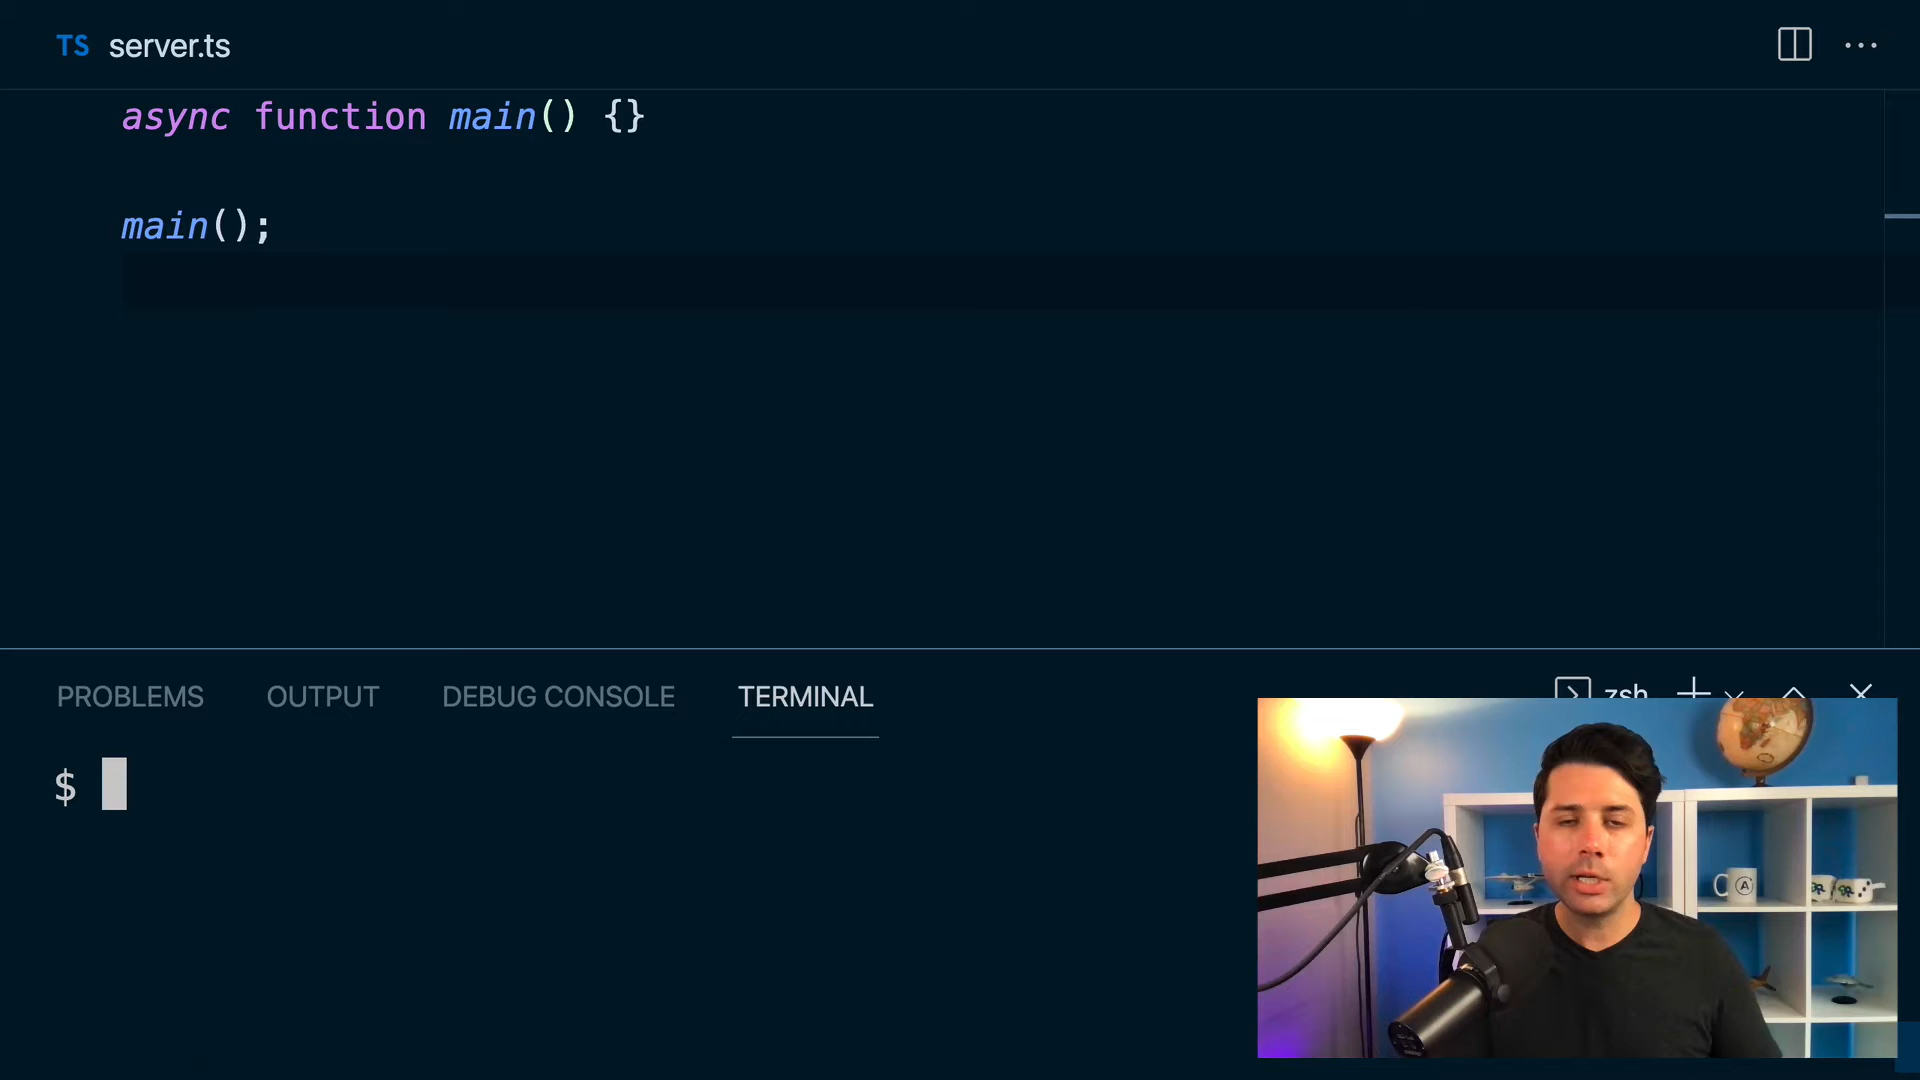 TS server.ts
async function main() {}
main();
PROBLEMS OUTPUT DEBUG CONSOLE TERMINAL zsh
$
A